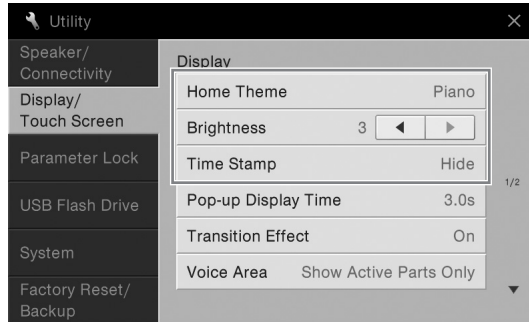 Utility
Speaker/
Connectivity
Display/
Touch Screen
Parameter Lock
USB Flash Drive
System
Factory Reset/
Backup
Display
Home Theme Piano
Brightness 3
Time Stamp Hide
Pop-up Display Time 3.0s
Transition Effect On
Voice Area Show Active Parts Only
1/2